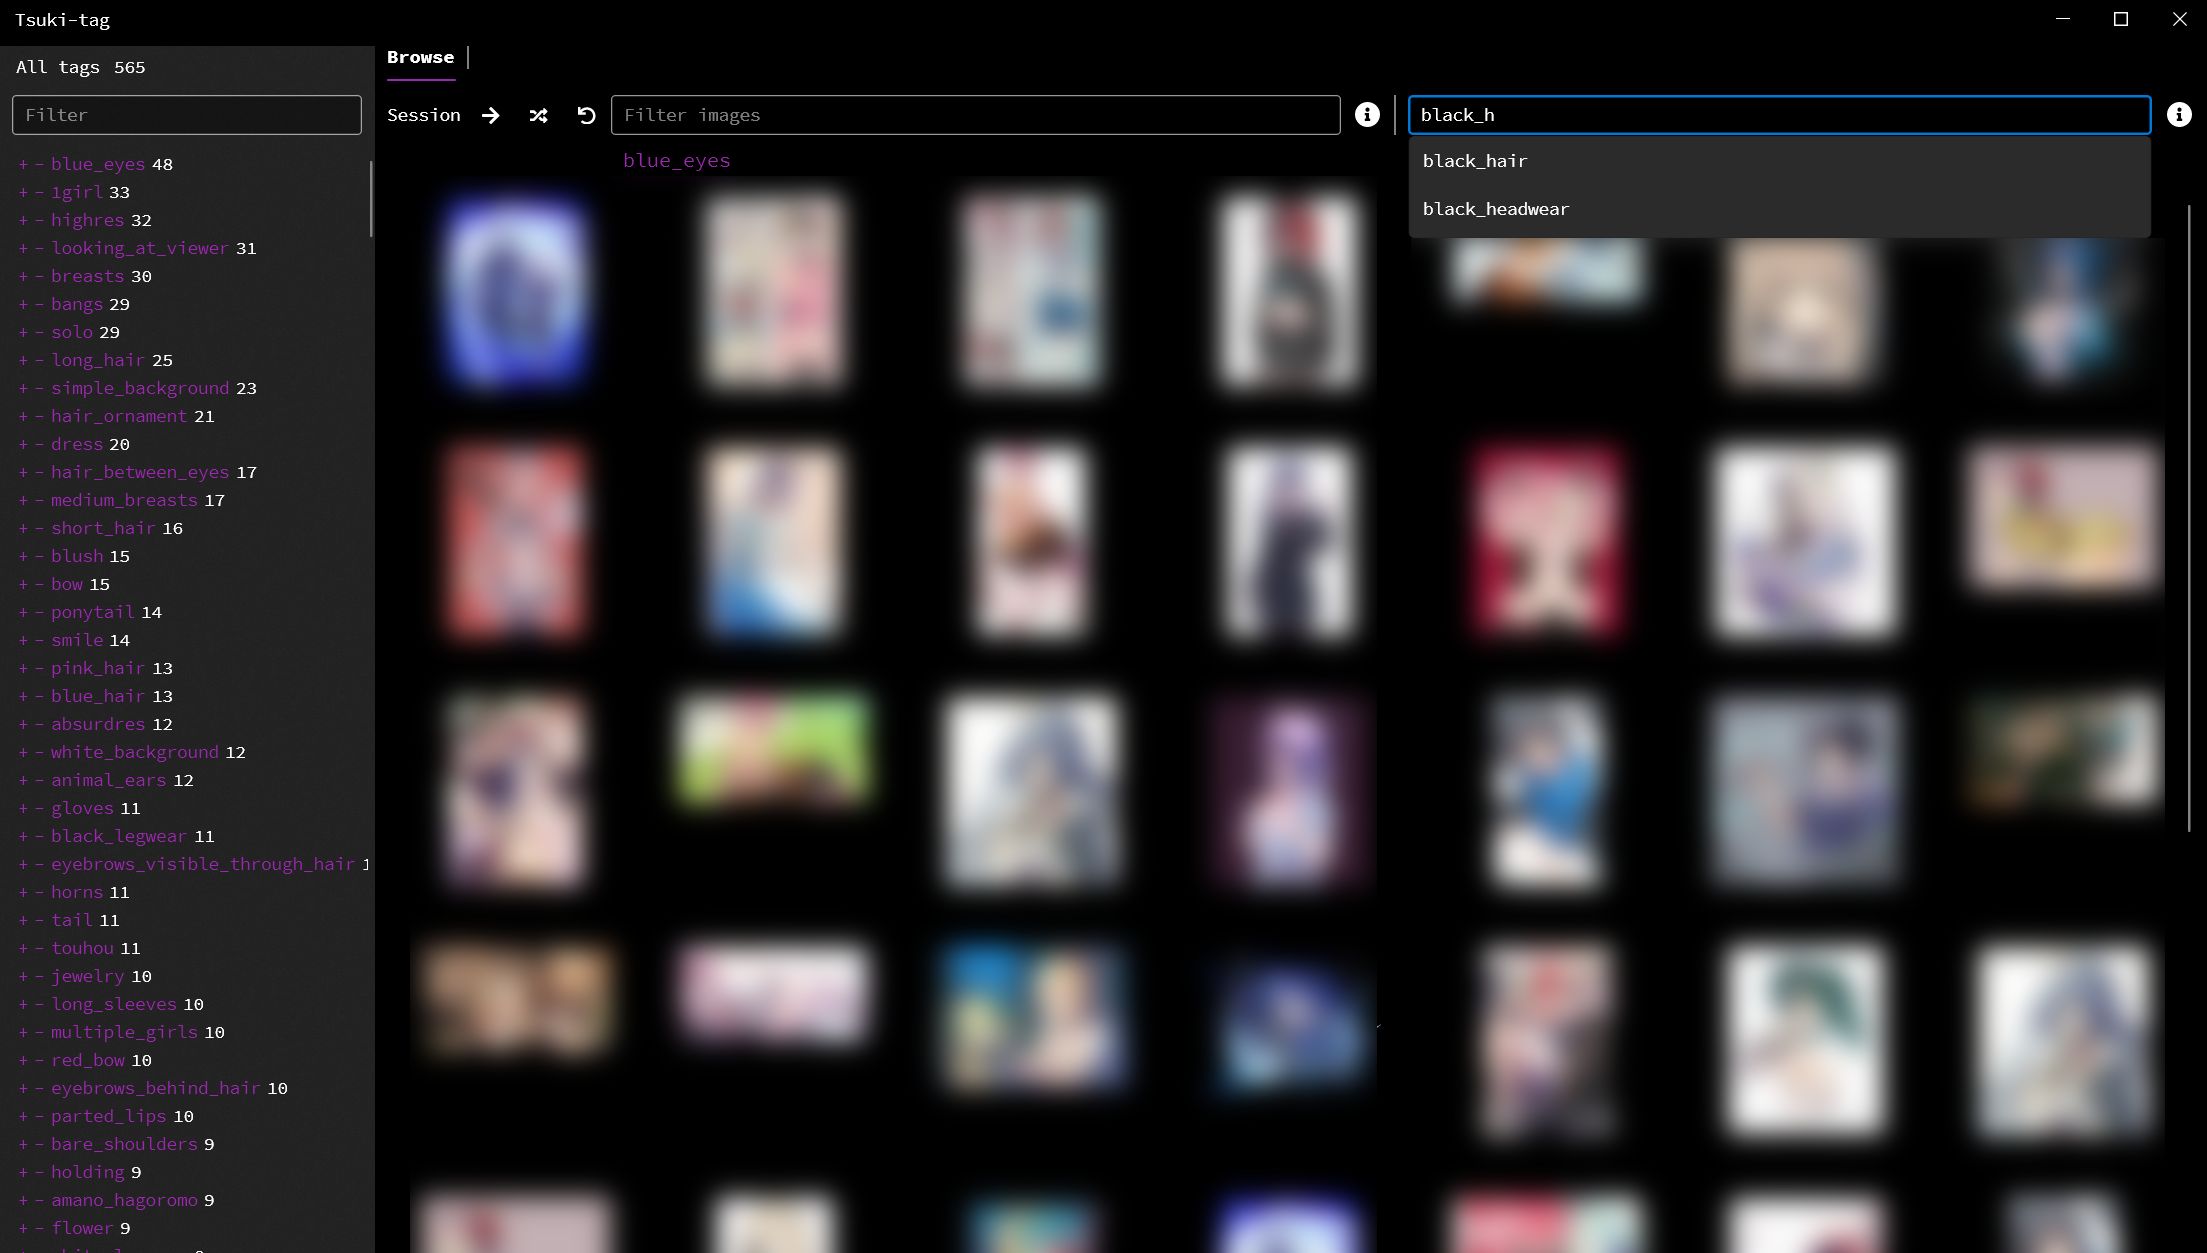 Tsuki-tag
All tags 565
Filter
+ - blue_eyes 48
+ - 1girl 33
+ - highres 32
+ - looking_at_viewer 31
+ - breasts 30
+ - bangs 29
+ - solo 29
+ - long_hair 25
+ - simple_background 23
+ - hair_ornament 21
+ - dress 20
+ - hair_between_eyes 17
+ - medium_breasts 17
+ - short_hair 16
+ - blush 15
+ - bow 15
+ - ponytail 14
+ - smile 14
+ - pink_hair 13
+ - blue_hair 13
+ - absurdres 12
+ - white_background 12
+ - animal_ears 12
+ - gloves 11
+ - black_legwear 11
+ - eyebrows_visible_through_hair
+ - horns 11
+ - tail 11
+ - touhou 11
+ - jewelry 10
+ - long_sleeves 10
+ - multiple_girls 10
+ - red_bow 10
+ - eyebrows_behind_hair 10
+ - parted_lips 10
+ - bare_shoulders 9
+ - holding 9
+ - amano_hagoromo 9
+ - flower 9
Browse
Session
Filter images
blue_eyes
black_h
black_hair
black_headwear